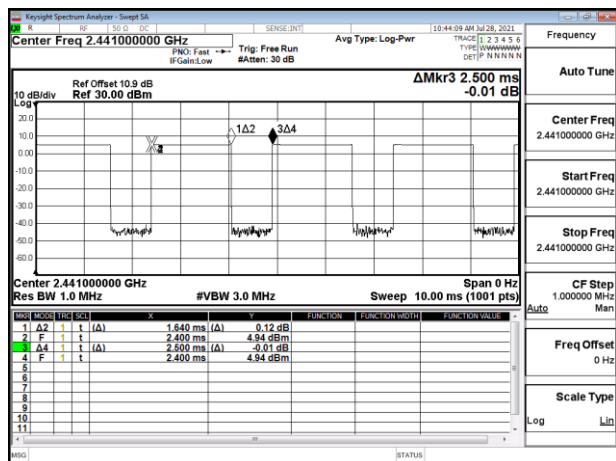 Keysight Spectrum Analyzer - Swept SA
R RF 50 Ω DC SENSE:INT 10:44:09 AM Jul 28, 2021
Center Freq 2.441000000 GHz
PNO: Fast
IFGain:Low
Trig: Free Run
#Atten: 30 dB
Avg Type: Log-Pwr
TRACE 1 2 3 4 5 6
TYPE WWWWWW
DET P N N N N N
Ref Offset 10.9 dB
10 dB/div Ref 30.00 dBm
Log
ΔMkr3 2.500 ms
-0.01 dB
20.0
10.0
0.00
-10.0
-20.0
-30.0
-40.0
-50.0
-60.0
1Δ2
3Δ4
Center 2.441000000 GHz Span 0 Hz
Res BW 1.0 MHz #VBW 3.0 MHz Sweep 10.00 ms (1001 pts)
MKR MODE TRC SCL X Y FUNCTION FUNCTION WIDTH FUNCTION VALUE
1 Δ2 1 t (Δ) 1.640 ms (Δ) 0.12 dB
2 F 1 t 2.400 ms 4.94 dBm
3 Δ4 1 t (Δ) 2.500 ms (Δ) -0.01 dB
4 F 1 t 2.400 ms 4.94 dBm
5
6
7
8
9
10
11
MSG STATUS
Frequency
Auto Tune
Center Freq
2.441000000 GHz
Start Freq
2.441000000 GHz
Stop Freq
2.441000000 GHz
CF Step
1.000000 MHz
Auto Man
Freq Offset
0 Hz
Scale Type
Log Lin